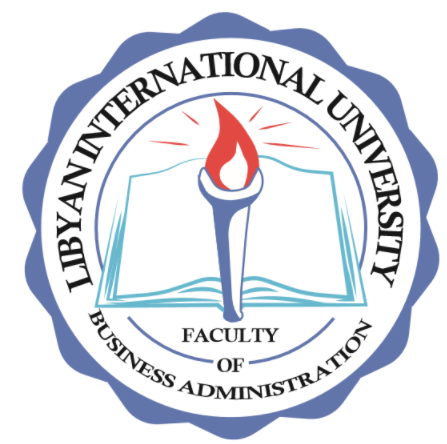 LIBYAN INTERNATIONAL UNIVERSITY
FACULTY
OF
BUSINESS ADMINISTRATION